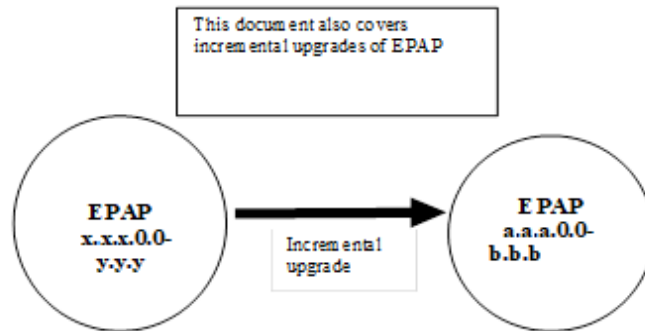 This document also covers
incremental upgrades of EPAP
EPAP
x.x.x.0.0-
y.y.y
Incremental
upgrade
EPAP
a.a.a.0.0-
b.b.b